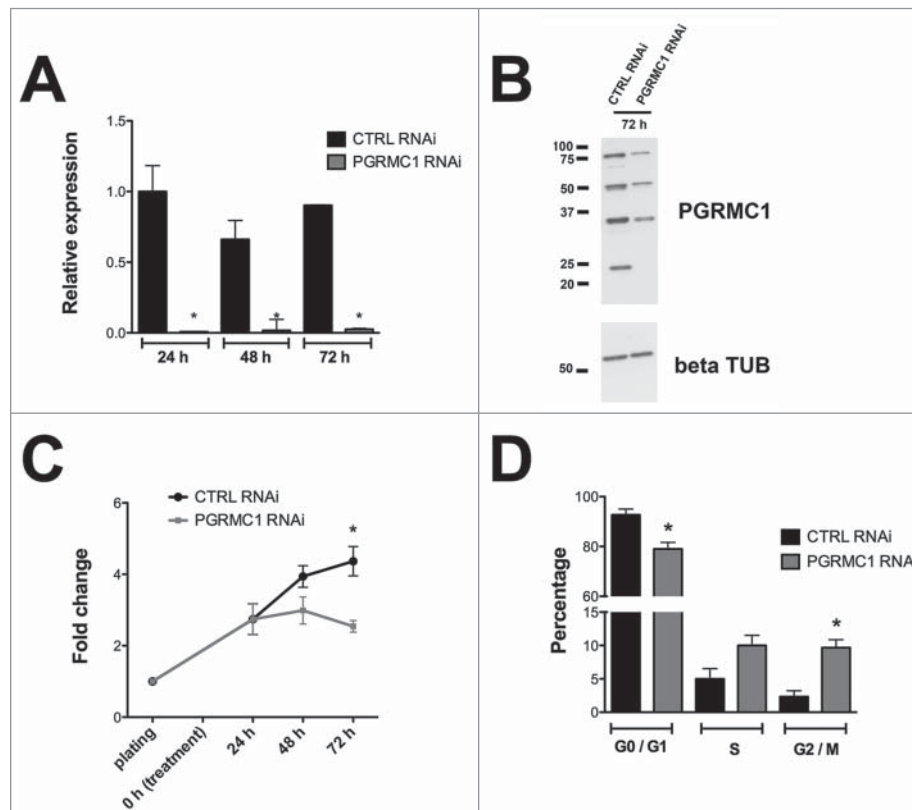 A
Relative expression
1.5
1.0
0.5
0.0
CTRL RNAi
PGRMC1 RNAi
*
*
*
24 h
48 h
72 h
B
CTRL RNAi
PGRMC1 RNAi
72 h
100
75
50
37
25
20
PGRMC1
50
beta TUB
C
CTRL RNAi
PGRMC1 RNAi
Fold change
6
4
2
0
*
plating
0 h (treatment)
24 h
48 h
72 h
D
Percentage
100
80
60
15
10
5
0
*
*
CTRL RNAi
PGRMC1 RNA
G0 / G1
S
G2 / M